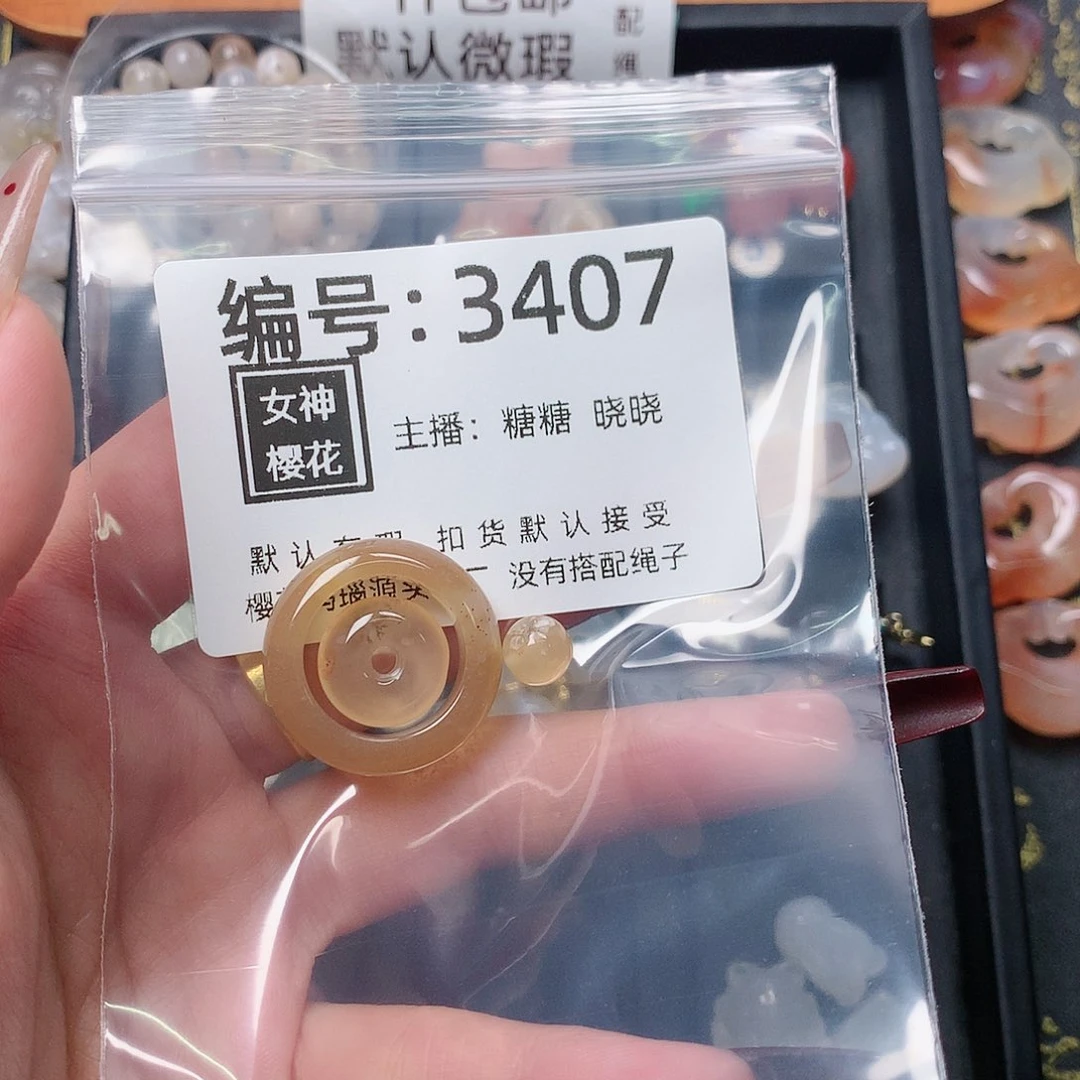 默认微瑕
配
编号:3407
女神
樱花
主播：糖糖 晓晓
默认有瑕 扣货默认接受
没有搭配绳子